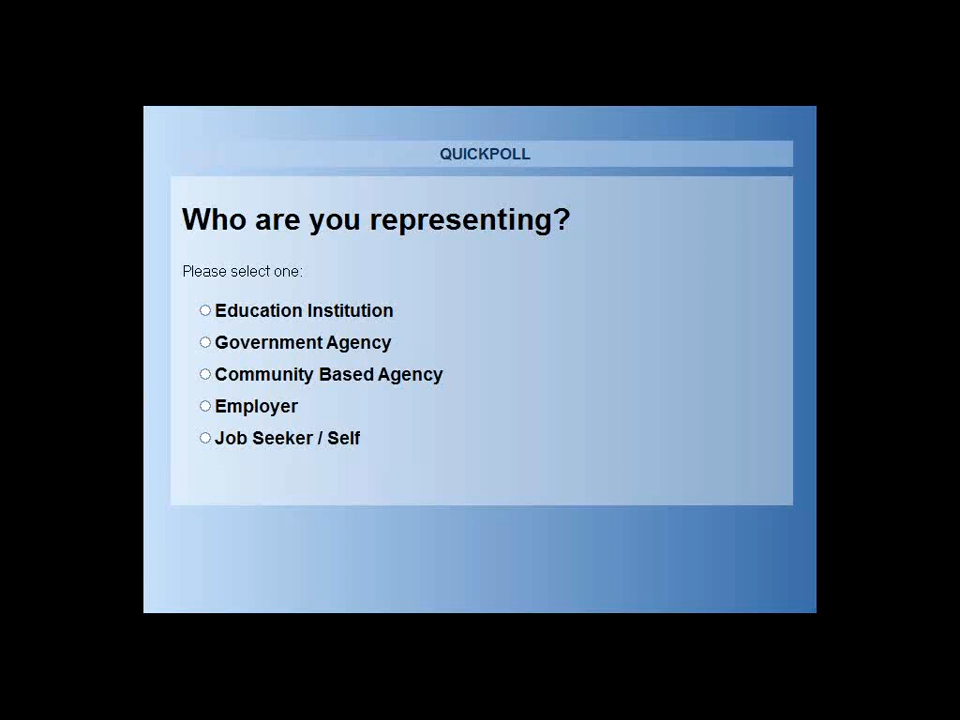 QUICKPOLL
Who are you representing?
Please select one:
Education Institution
Government Agency
Community Based Agency
Employer
Job Seeker / Self